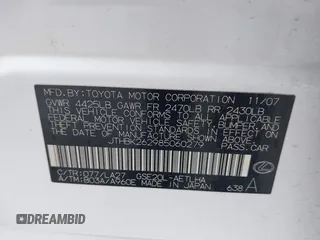 MFD.BY: TOYOTA MOTOR CORPORATION 11/07
GVWR 4425LB GAWR FR 2470LB RR 2430LB
THIS VEHICLE CONFORMS TO ALL APPLICABLE
FEDERAL MOTOR VEHICLE SAFETY, BUMPER, AND
THEFT PREVENTION STANDARDS IN EFFECT ON
THE DATE OF MANUFACTURE SHOWN ABOVE.
JTHBK262985060279 PASS.CAR
C/TR:077/LA27 GSE20L-AETLHA
A/TM:B03A/A960E MADE IN JAPAN 638 A
DCHost.com